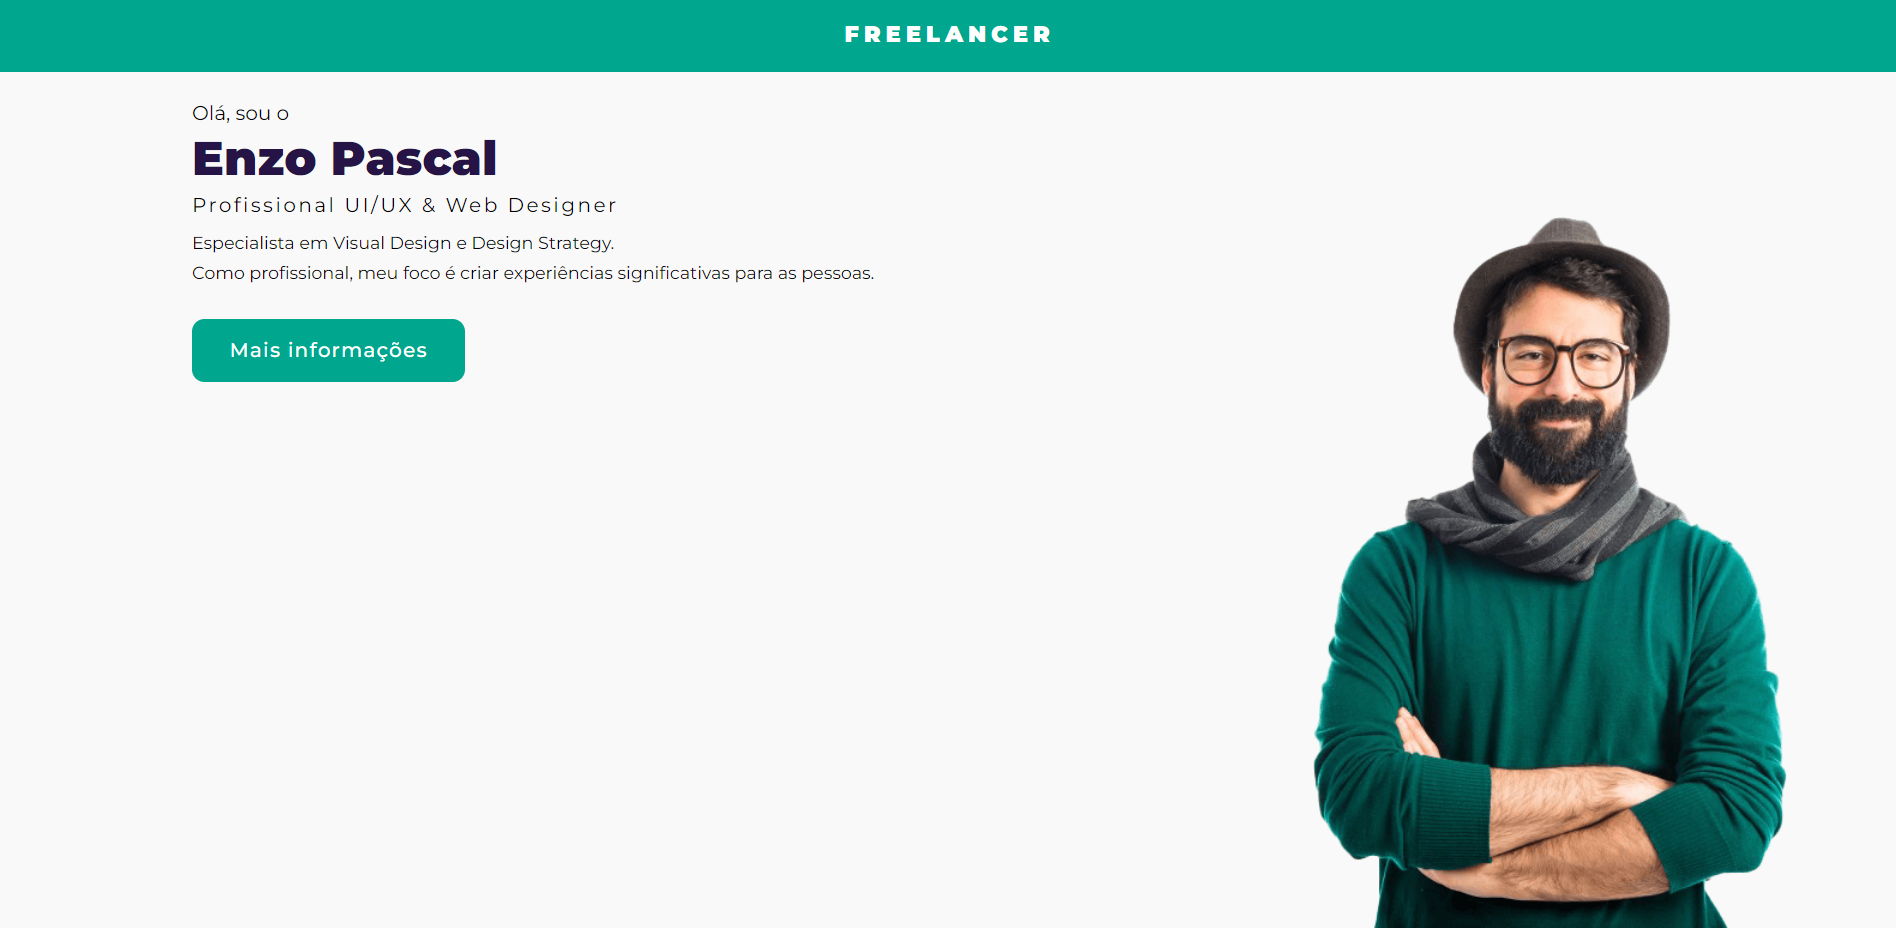 FREELANCER
Olá, sou o
Enzo Pascal
Profissional UI/UX & Web Designer
Especialista em Visual Design e Design Strategy.
Como profissional, meu foco é criar experiências significativas para as pessoas.
Mais informações